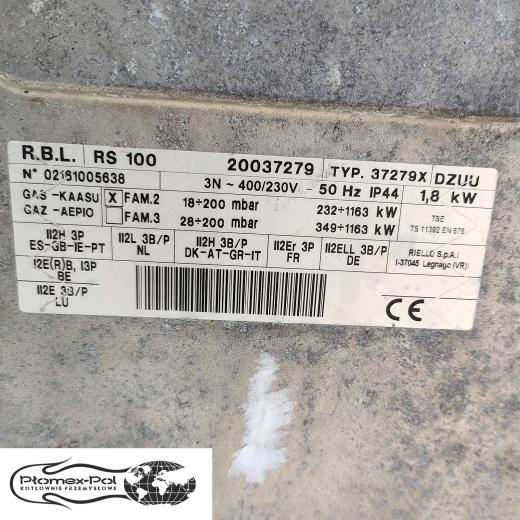 R.B.L. RS 100 20037279 TYP. 37279X DZUU
N° 02681005638 3N ~ 400/230V - 50 Hz IP44 1,8 kW
GAS -KAASU X FAM.2 18÷200 mbar 232÷1163 kW TSE
GAZ -AEPIO FAM.3 28÷200 mbar 349÷1163 kW TS 11392 EN 676
II2H 3P II2L 3B/P II2H 3B/P II2Er 3P II2ELL 3B/P RIELLO S.p.A.
ES-GB-IE-PT NL DK-AT-GR-IT FR DE I-37045 Legnago (VR)
I2E(R)B, I3P
BE
II2E 3B/P
LU
CE
Ptomex-Pol
KOTŁOWNIE PRZEMYSŁOWE